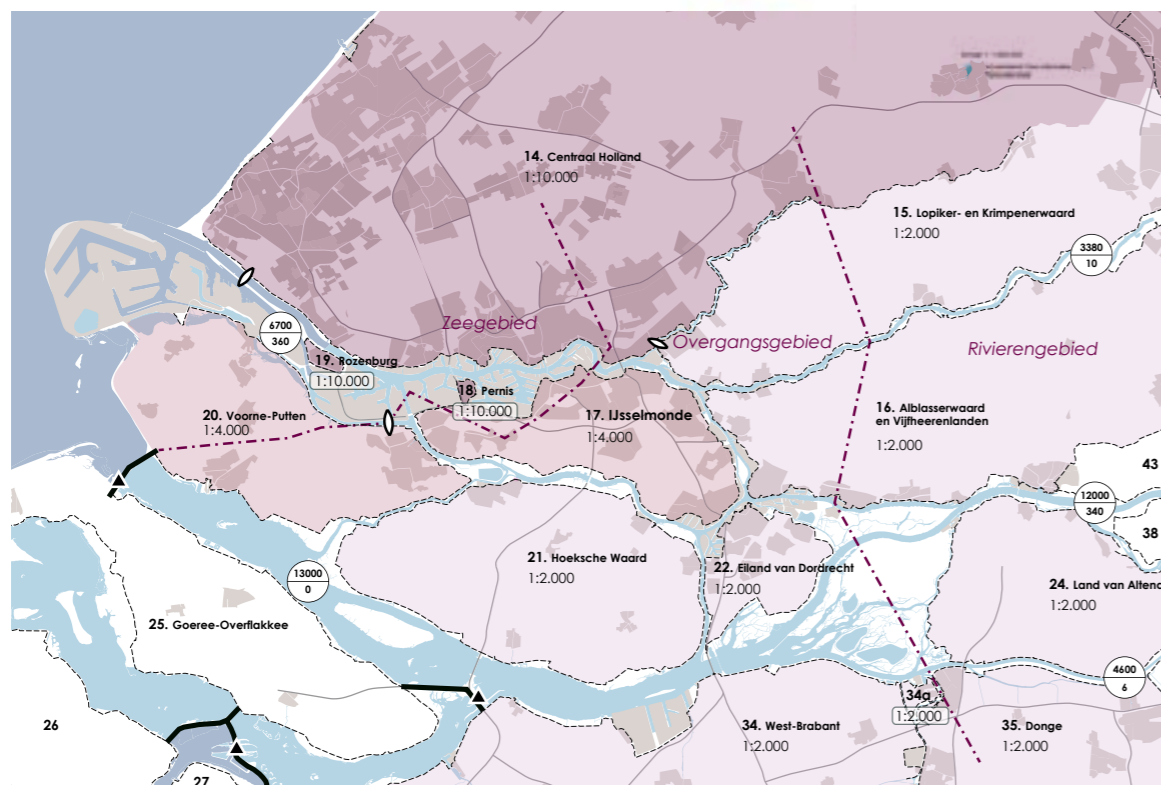 14. Centraal Holland
1:10.000
15. Lopiker- en Krimpenerwaard
1:2.000
3380
10
6700
360
Zeegebied
Overgangsgebied
Rivierengebied
19. Rozenburg
1:10.000
18. Pernis
1:10.000
20. Voorne-Putten
1:4.000
17. IJsselmonde
1:4.000
16. Alblasserwaard
en Vijfheerenlanden
1:2.000
43
12000
340
38
21. Hoeksche Waard
1:2.000
22. Eiland van Dordrecht
1:2.000
13000
0
24. Land van Altena
1:2.000
25. Goeree-Overflakkee
4600
6
34a
1:2.000
26
34. West-Brabant
1:2.000
35. Donge
1:2.000
27